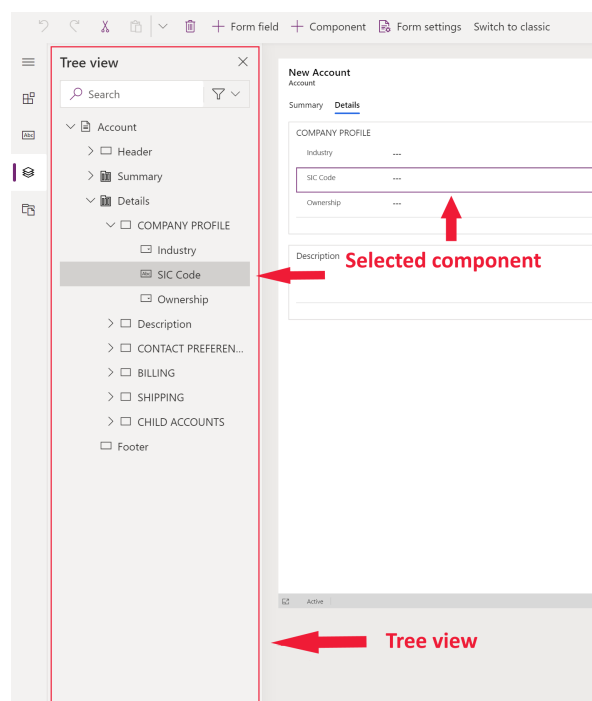 Form field
Component
Form settings
Switch to classic
Tree view
Search
Account
Header
Summary
Details
COMPANY PROFILE
Industry
Abc
SIC Code
Ownership
Description
CONTACT PREFEREN...
BILLING
SHIPPING
CHILD ACCOUNTS
Footer
Abc
New Account
Account
Summary Details
COMPANY PROFILE
Industry ---
SIC Code ---
Ownership ---
Description
Selected component
Active
Tree view